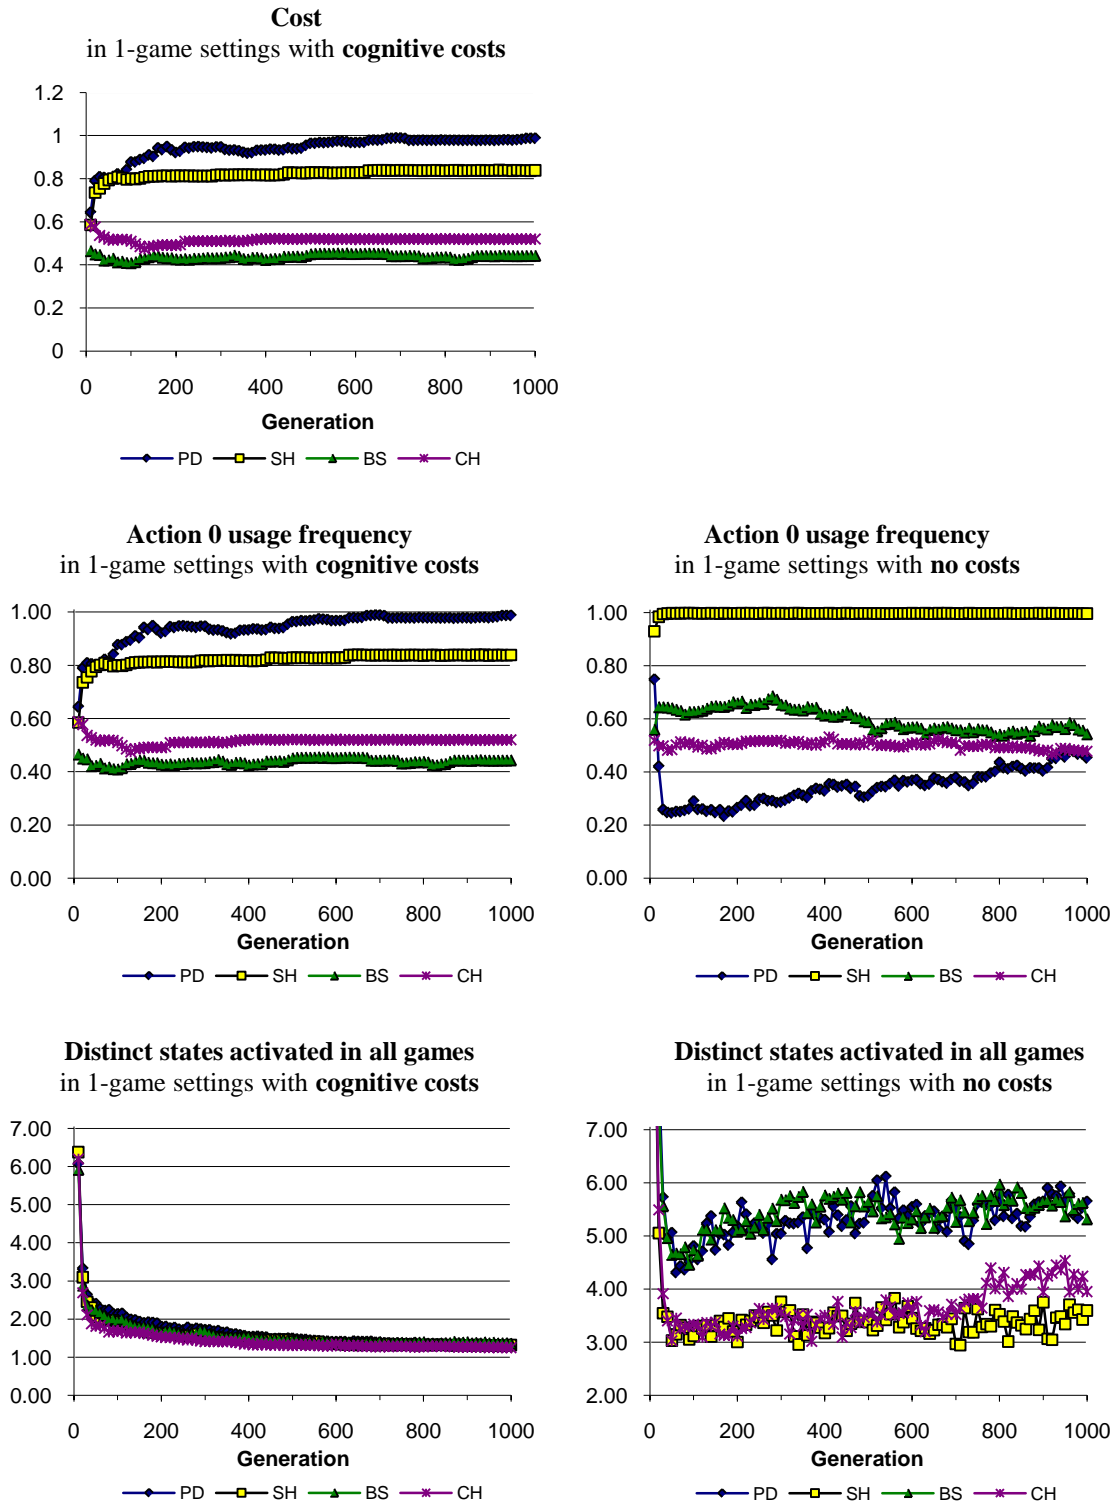 Cost
in 1-game settings with cognitive costs
1.2
1
0.8
0.6
0.4
0.2
0
0 200 400 600 800 1000
Generation
PD SH BS CH
Action 0 usage frequency
in 1-game settings with cognitive costs
1.00
0.80
0.60
0.40
0.20
0.00
0 200 400 600 800 1000
Generation
PD SH BS CH
Action 0 usage frequency
in 1-game settings with no costs
1.00
0.80
0.60
0.40
0.20
0.00
0 200 400 600 800 1000
Generation
PD SH BS CH
Distinct states activated in all games
in 1-game settings with cognitive costs
7.00
6.00
5.00
4.00
3.00
2.00
1.00
0.00
0 200 400 600 800 1000
Generation
PD SH BS CH
Distinct states activated in all games
in 1-game settings with no costs
7.00
6.00
5.00
4.00
3.00
2.00
0 200 400 600 800 1000
Generation
PD SH BS CH